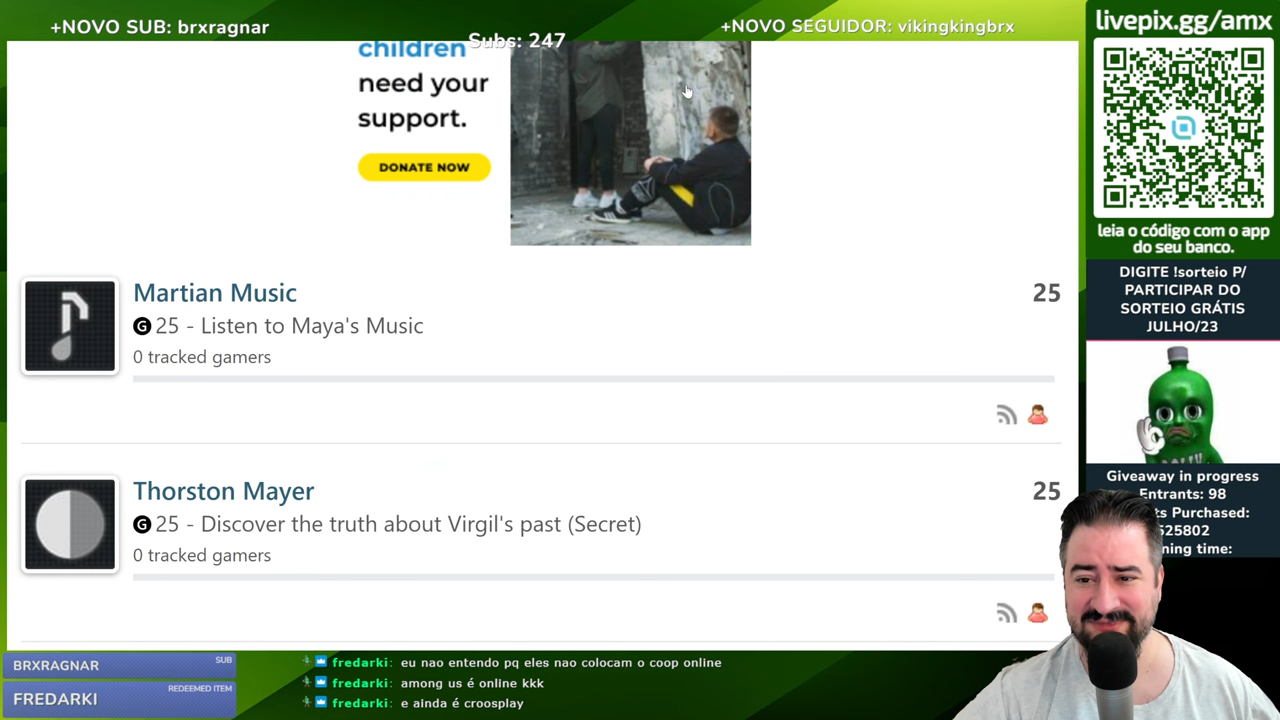 +NOVO SUB: brxragnar
Subs: 247
+NOVO SEGUIDOR: vikingkingbrx
livepix.gg/amx
children
need your
support.
DONATE NOW
leia o código com o app
do seu banco.
DIGITE !sorteio P/
PARTICIPAR DO
SORTEIO GRÁTIS
JULHO/23
Martian Music
25
G 25 - Listen to Maya's Music
0 tracked gamers
Thorston Mayer
25
G 25 - Discover the truth about Virgil's past (Secret)
0 tracked gamers
Giveaway in progress
Entrants: 98
Purchased:
525802
time:
BRXRAGNAR
SUB
FREDARKI
REDEEMED ITEM
fredarki: eu nao entendo pq eles nao colocam o coop online
fredarki: among us é online kkk
fredarki: e ainda é croosplay